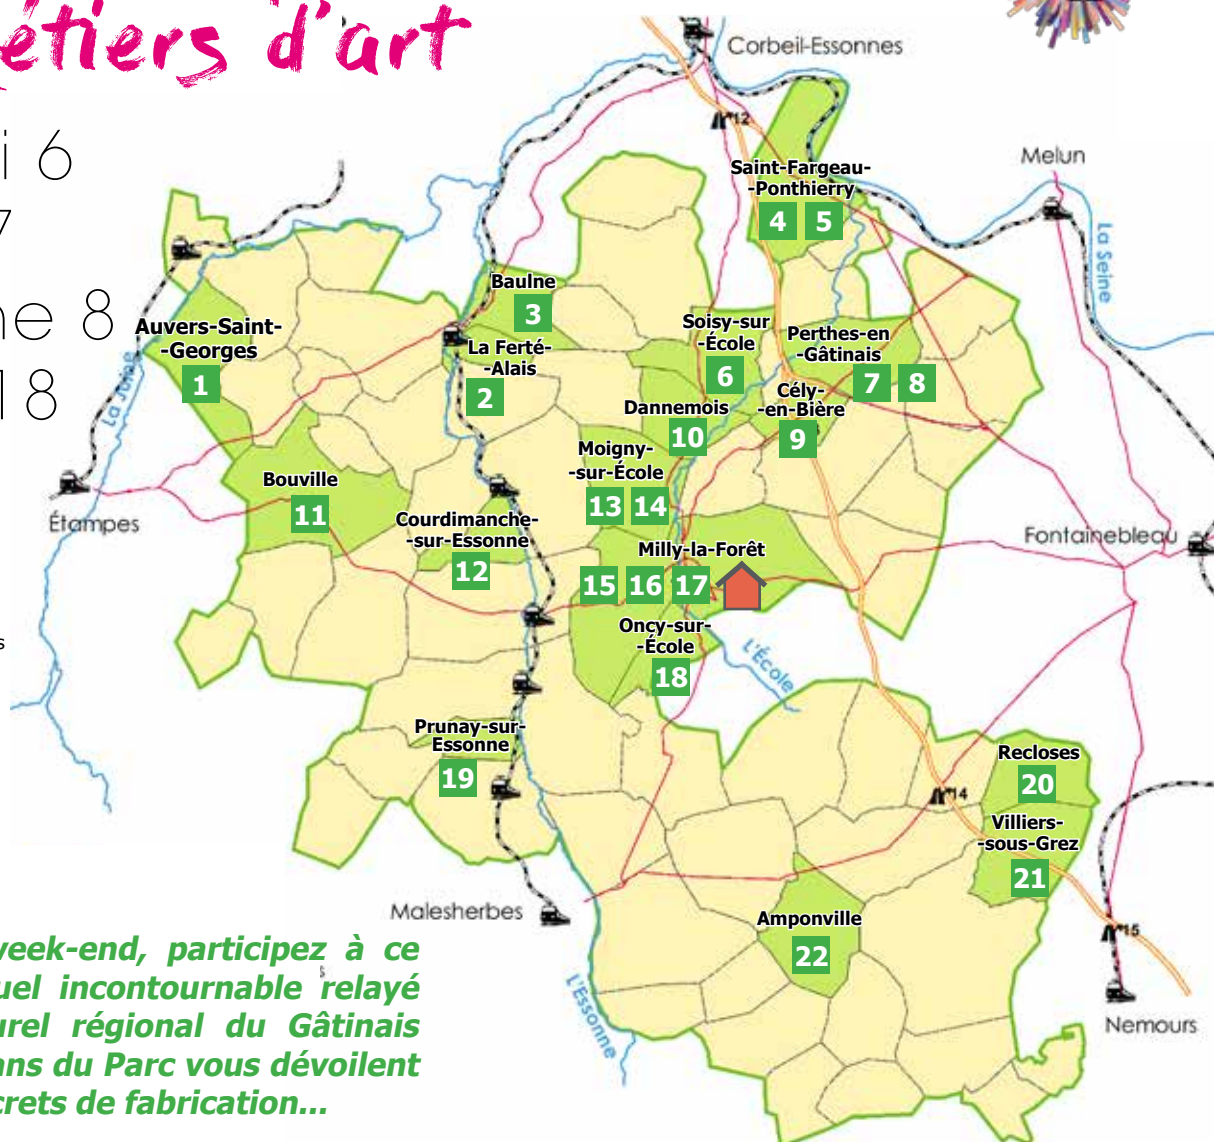 étiers d'art
i 6
7
ne 8
18
s
Corbeil-Essonnes
12
Melun
Saint-Fargeau-
-Ponthierry
4 5
La Seine
Baulne
3
Auvers-Saint-
-Georges
1
La Juine
La Ferté-
-Alais
2
Soisy-sur
-École
6
Perthes-en
-Gâtinais
7 8
Dannemois
10
Cély-
-en-Bière
9
Moigny-
-sur-École
13 14
Bouville
11
Étampes
Courdimanche-
-sur-Essonne
12
Fontainebleau
Milly-la-Forêt
15 16 17
Oncy-sur-
-École
18
L'École
Prunay-sur-
Essonne
19
Recloses
20
14
Villiers-
-sous-Grez
21
Malesherbes
Amponville
22
15
L'Essonne
Nemours
week-end, participez à ce
uel incontournable relayé
urel régional du Gâtinais
ans du Parc vous dévoilent
crets de fabrication...
s